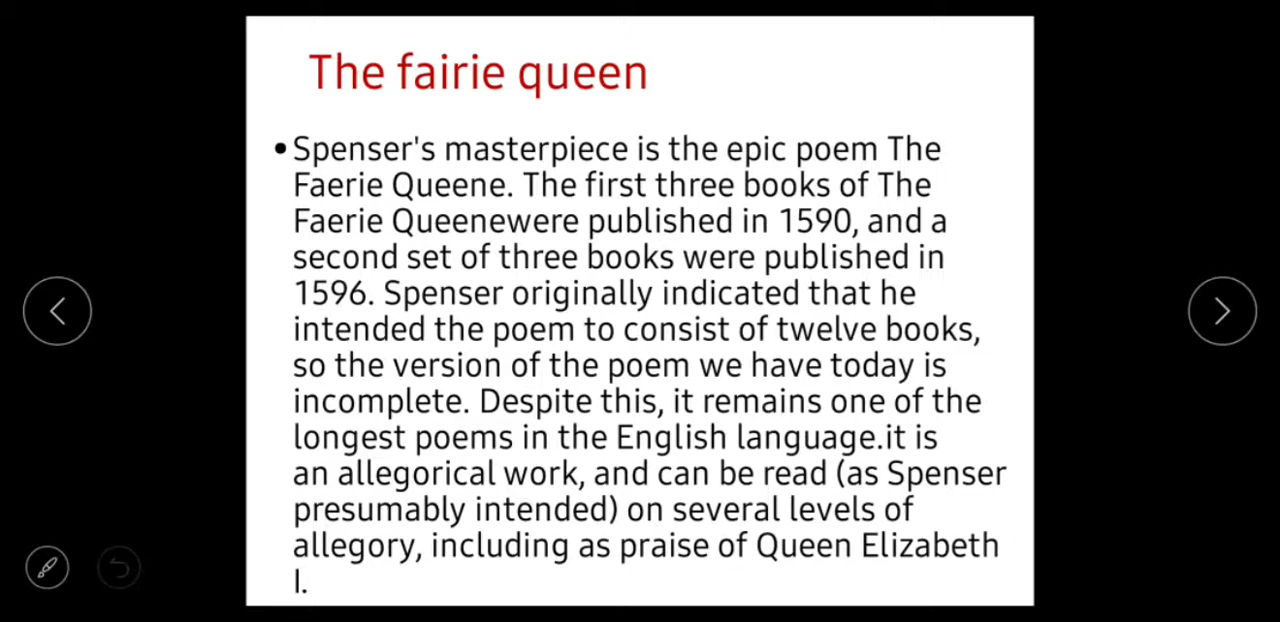 The fairie queen
•Spenser's masterpiece is the epic poem The
Faerie Queene. The first three books of The
Faerie Queenewere published in 1590, and a
second set of three books were published in
1596. Spenser originally indicated that he
intended the poem to consist of twelve books,
so the version of the poem we have today is
incomplete. Despite this, it remains one of the
longest poems in the English language.it is
an allegorical work, and can be read (as Spenser
presumably intended) on several levels of
allegory, including as praise of Queen Elizabeth
I.